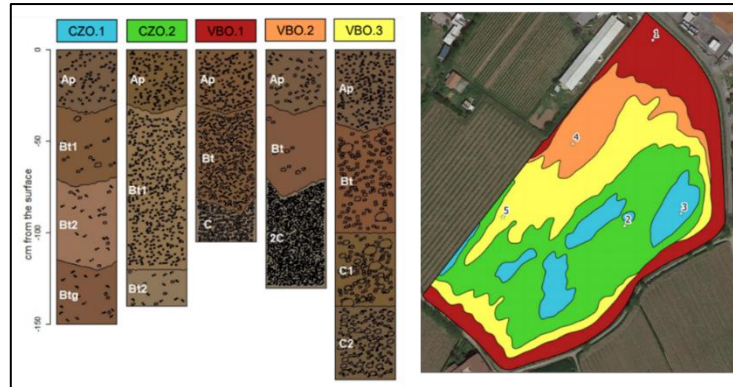 CZO.1 CZO.2 VBO.1 VBO.2 VBO.3
0
-50
-100
-150
cm from the surface
Ap
Bt1
Bt2
Btg
Ap
Bt1
Bt2
Ap
Bt
C
Ap
Bt
2C
Ap
Bt
C1
C2
1
4
3
2
5